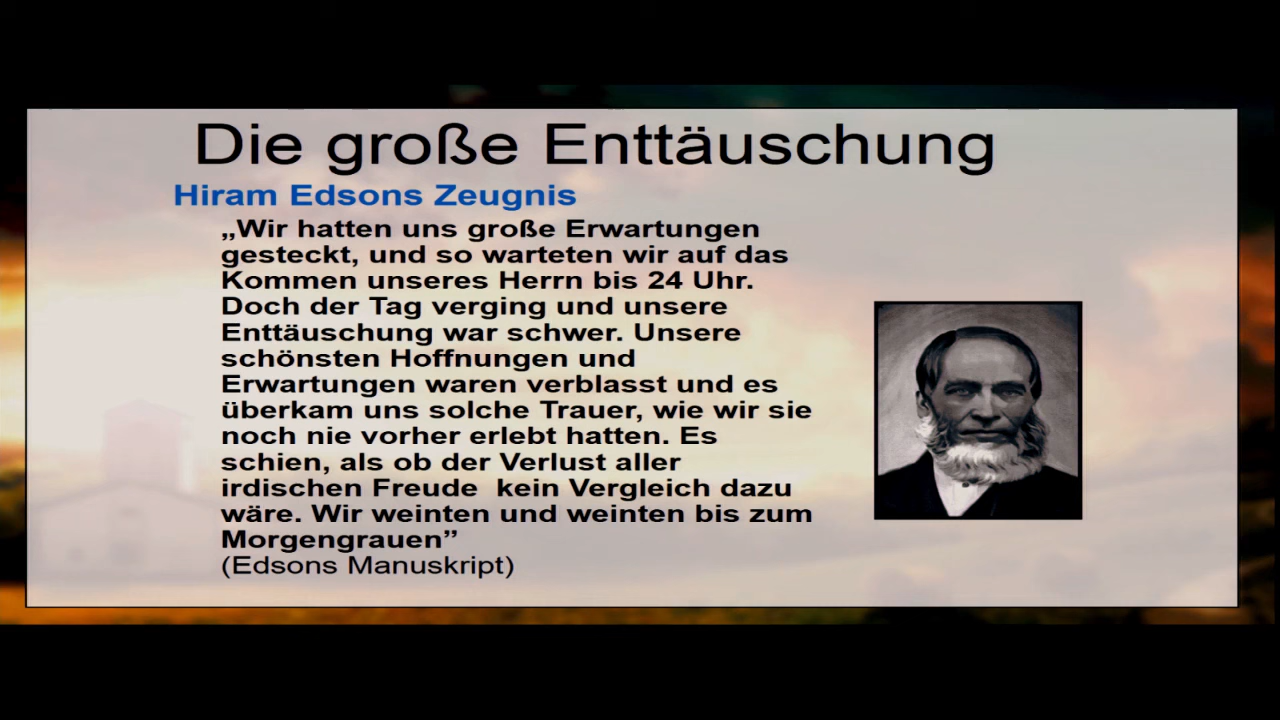 Die große Enttäuschung
Hiram Edsons Zeugnis
„Wir hatten uns große Erwartungen
gesteckt, und so warteten wir auf das
Kommen unseres Herrn bis 24 Uhr.
Doch der Tag verging und unsere
Enttäuschung war schwer. Unsere
schönsten Hoffnungen und
Erwartungen waren verblasst und es
überkam uns solche Trauer, wie wir sie
noch nie vorher erlebt hatten. Es
schien, als ob der Verlust aller
irdischen Freude  kein Vergleich dazu
wäre. Wir weinten und weinten bis zum
Morgengrauen”
(Edsons Manuskript)